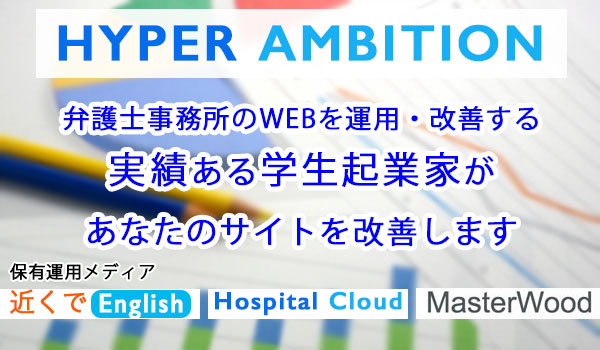 HYPER AMBITION
弁護士事務所のWEBを運用・改善する
実績ある学生起業家が
あなたのサイトを改善します
保有運用メディア
近くで English Hospital Cloud MasterWood